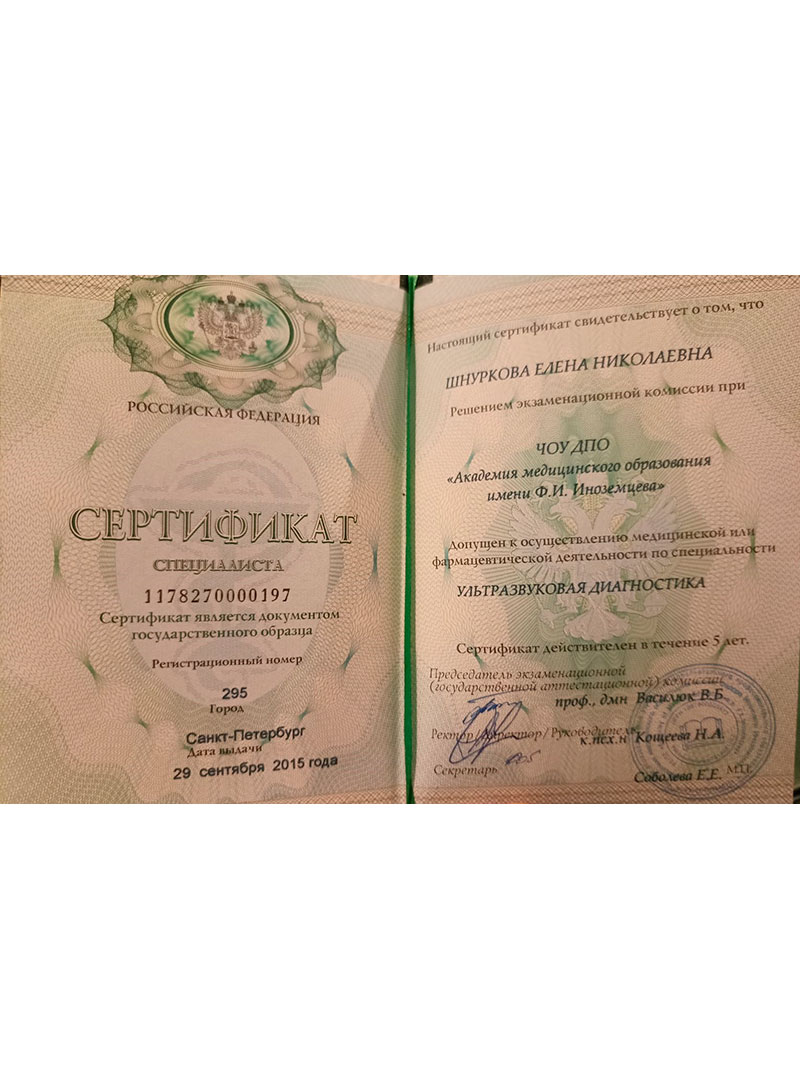 РОССИЙСКАЯ ФЕДЕРАЦИЯ
СЕРТИФИКАТ
СПЕЦИАЛИСТА
1178270000197
Сертификат является документом
государственного образца
Регистрационный номер
295
Город
Санкт-Петербург
Дата выдачи
29 сентября 2015 года
Настоящий сертификат свидетельствует о том, что
ШНУРКОВА ЕЛЕНА НИКОЛАЕВНА
Решением экзаменационной комиссии при
ЧОУ ДПО
«Академия медицинского образования
имени Ф.И. Иноземцева»
Допущен к осуществлению медицинской или
фармацевтической деятельности по специальности
УЛЬТРАЗВУКОВАЯ ДИАГНОСТИКА
Сертификат действителен в течение 5 лет.
Председатель экзаменационной
(государственной аттестационной) комиссии
проф., дмн Василюк В.Б.
Ректор/Директор/Руководитель
к.псх.н Кощеева Н.А.
Секретарь
Соболева Е.Е. М.П.